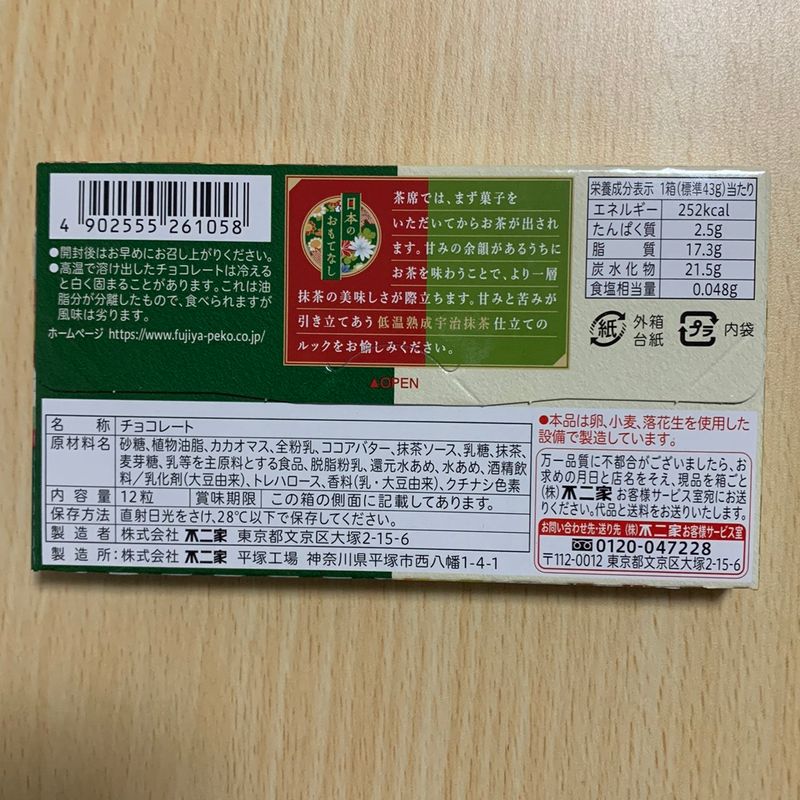 4 902555 261058
●開封後はお早めにお召し上がりください。
●高温で溶け出したチョコレートは冷える
と白く固まることがあります。これは油
脂分が分離したもので、食べられますが
風味は劣ります。
ホームページ https://www.fujiya-peko.co.jp/
日本の
おもてなし
茶席では、まず菓子を
いただいてからお茶が出され
ます。甘みの余韻があるうちに
お茶を味わうことで、より一層
抹茶の美味しさが際立ちます。甘みと苦みが
引き立てあう低温熟成宇治抹茶仕立ての
ルックをお愉しみください。
栄養成分表示 1箱(標準43g)当たり
エネルギー 252kcal
たんぱく質 2.5g
脂質 17.3g
炭水化物 21.5g
食塩相当量 0.048g
紙 外箱
台紙
プラ 内袋
▲OPEN
名称 チョコレート
原材料名 砂糖、植物油脂、カカオマス、全粉乳、ココアバター、抹茶ソース、乳糖、抹茶、
麦芽糖、乳等を主原料とする食品、脱脂粉乳、還元水あめ、水あめ、酒精飲
料/乳化剤(大豆由来)、トレハロース、香料(乳・大豆由来)、クチナシ色素
内容量 12粒 賞味期限 この箱の側面に記載してあります。
保存方法 直射日光をさけ、28℃以下で保存してください。
製造者 株式会社 不二家 東京都文京区大塚2-15-6
製造所:株式会社 不二家 平塚工場 神奈川県平塚市西八幡1-4-1
●本品は卵、小麦、落花生を使用した
設備で製造しています。
万一品質に不都合がございましたら、お
求めの月日と店名をそえ、現品を箱ごと
(株)不二家 お客様サービス室宛にお送
りください。代品と送料をお送りいたします。
お問い合わせ先・送り先 (株)不二家 お客様サービス室
0120-047228
〒112-0012 東京都文京区大塚2-15-6